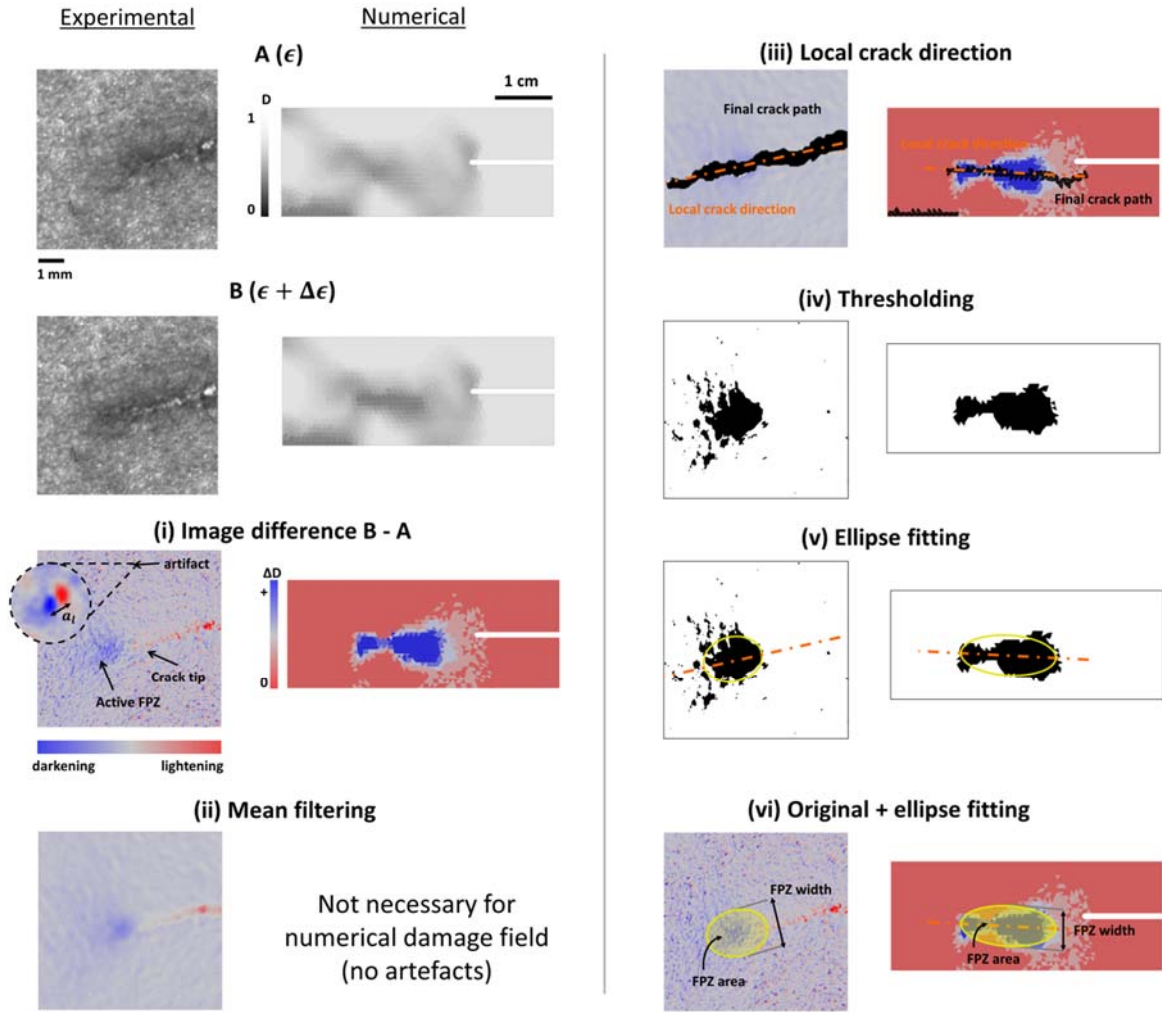 Experimental
Numerical
A (ϵ)
1 cm
D
1
0
1 mm
B (ϵ + Δϵ)
(i) Image difference B - A
artifact
a_i
Crack tip
Active FPZ
darkening
lightening
ΔD
+
0
(ii) Mean filtering
Not necessary for
numerical damage field
(no artefacts)
(iii) Local crack direction
Final crack path
Local crack direction
Local crack direction
Final crack path
(iv) Thresholding
(v) Ellipse fitting
(vi) Original + ellipse fitting
FPZ width
FPZ area
FPZ width
FPZ area